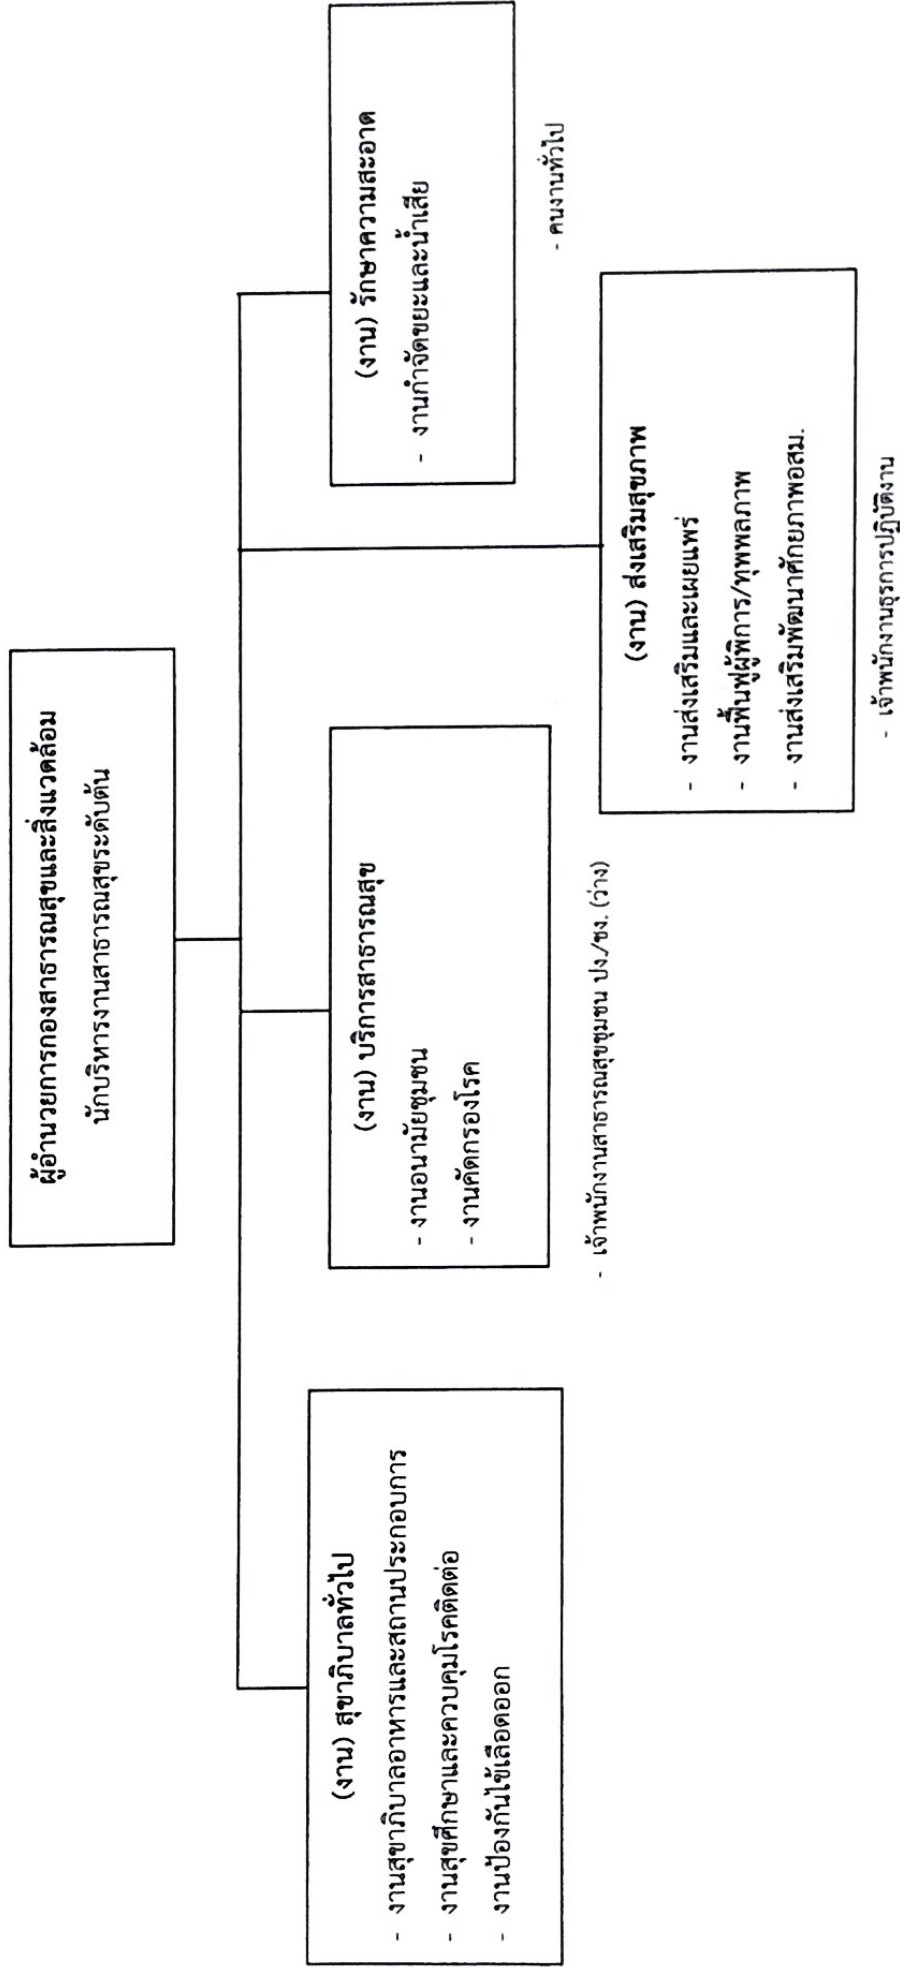 ผู้อำนวยการกองสาธารณสุขและสิ่งแวดล้อม
นักบริหารงานสาธารณสุขระดับต้น
(งาน) สุขาภิบาลทั่วไป
- งานสุขาภิบาลอาหารและสถานประกอบการ
- งานสุขศึกษาและควบคุมโรคติดต่อ
- งานป้องกันไข้เลือดออก
(งาน) บริการสาธารณสุข
- งานอนามัยชุมชน
- งานคัดกรองโรค
- เจ้าพนักงานสาธารณสุขชุมชน ปง./ชง. (ว่าง)
(งาน) ส่งเสริมสุขภาพ
- งานส่งเสริมและเผยแพร่
- งานฟื้นฟูผู้พิการ/ทุพพลภาพ
- งานส่งเสริมพัฒนาศักยภาพอสม.
- เจ้าพนักงานธุรการปฏิบัติงาน
(งาน) รักษาความสะอาด
- งานกำจัดขยะและน้ำเสีย
- คนงานทั่วไป